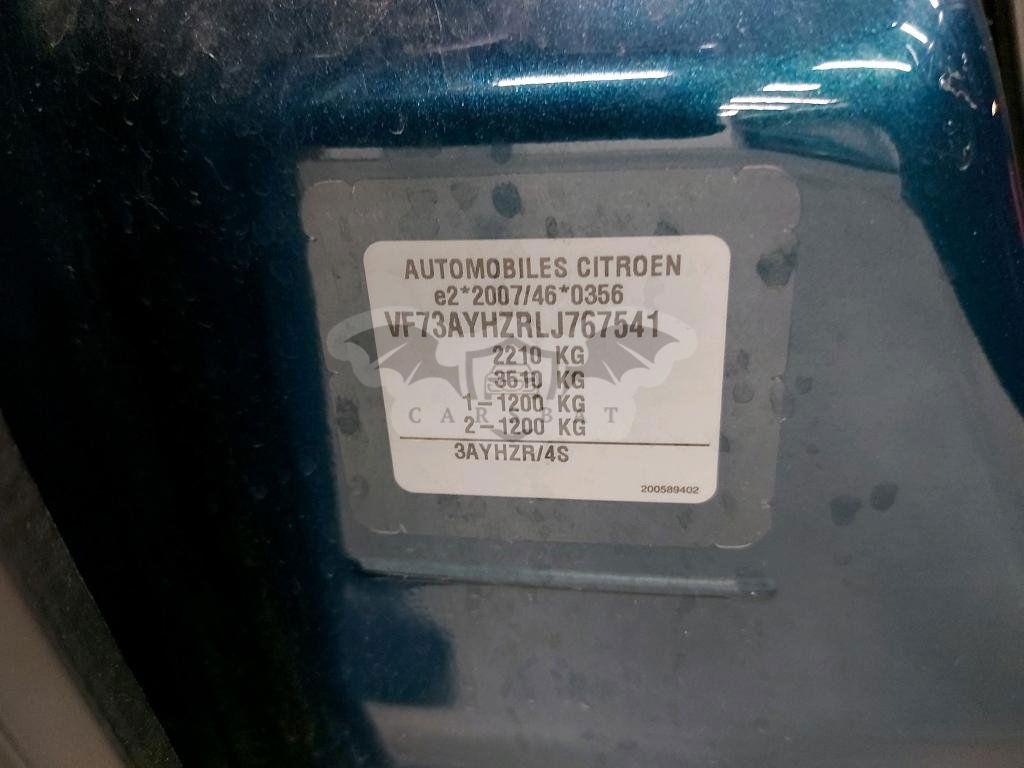 AUTOMOBILES CITROEN
e2*2007/46*0356
VF73AYHZRLJ767541
2210 KG
3510 KG
1-1200 KG
CARSBAT
2-1200 KG
3AYHZR/4S
200589402